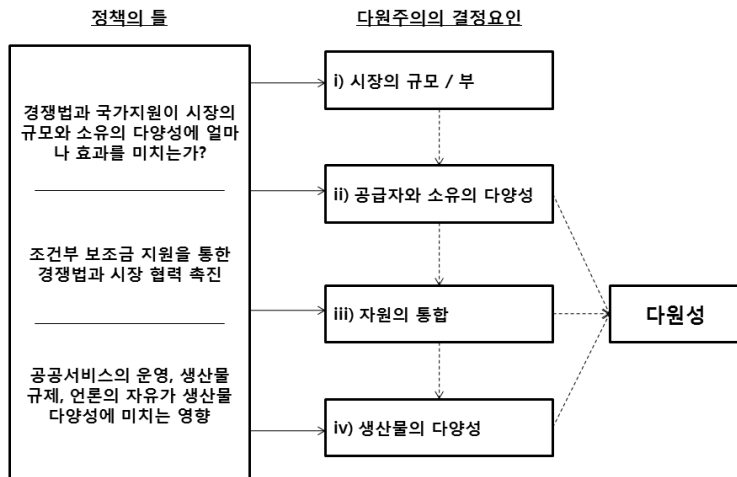 정책의 틀
다원주의의 결정요인
경쟁법과 국가지원이 시장의
규모와 소유의 다양성에 얼마
나 효과를 미치는가?
조건부 보조금 지원을 통한
경쟁법과 시장 협력 촉진
공공서비스의 운영, 생산물
규제, 언론의 자유가 생산물
다양성에 미치는 영향
i) 시장의 규모 / 부
ii) 공급자와 소유의 다양성
iii) 자원의 통합
iv) 생산물의 다양성
다원성